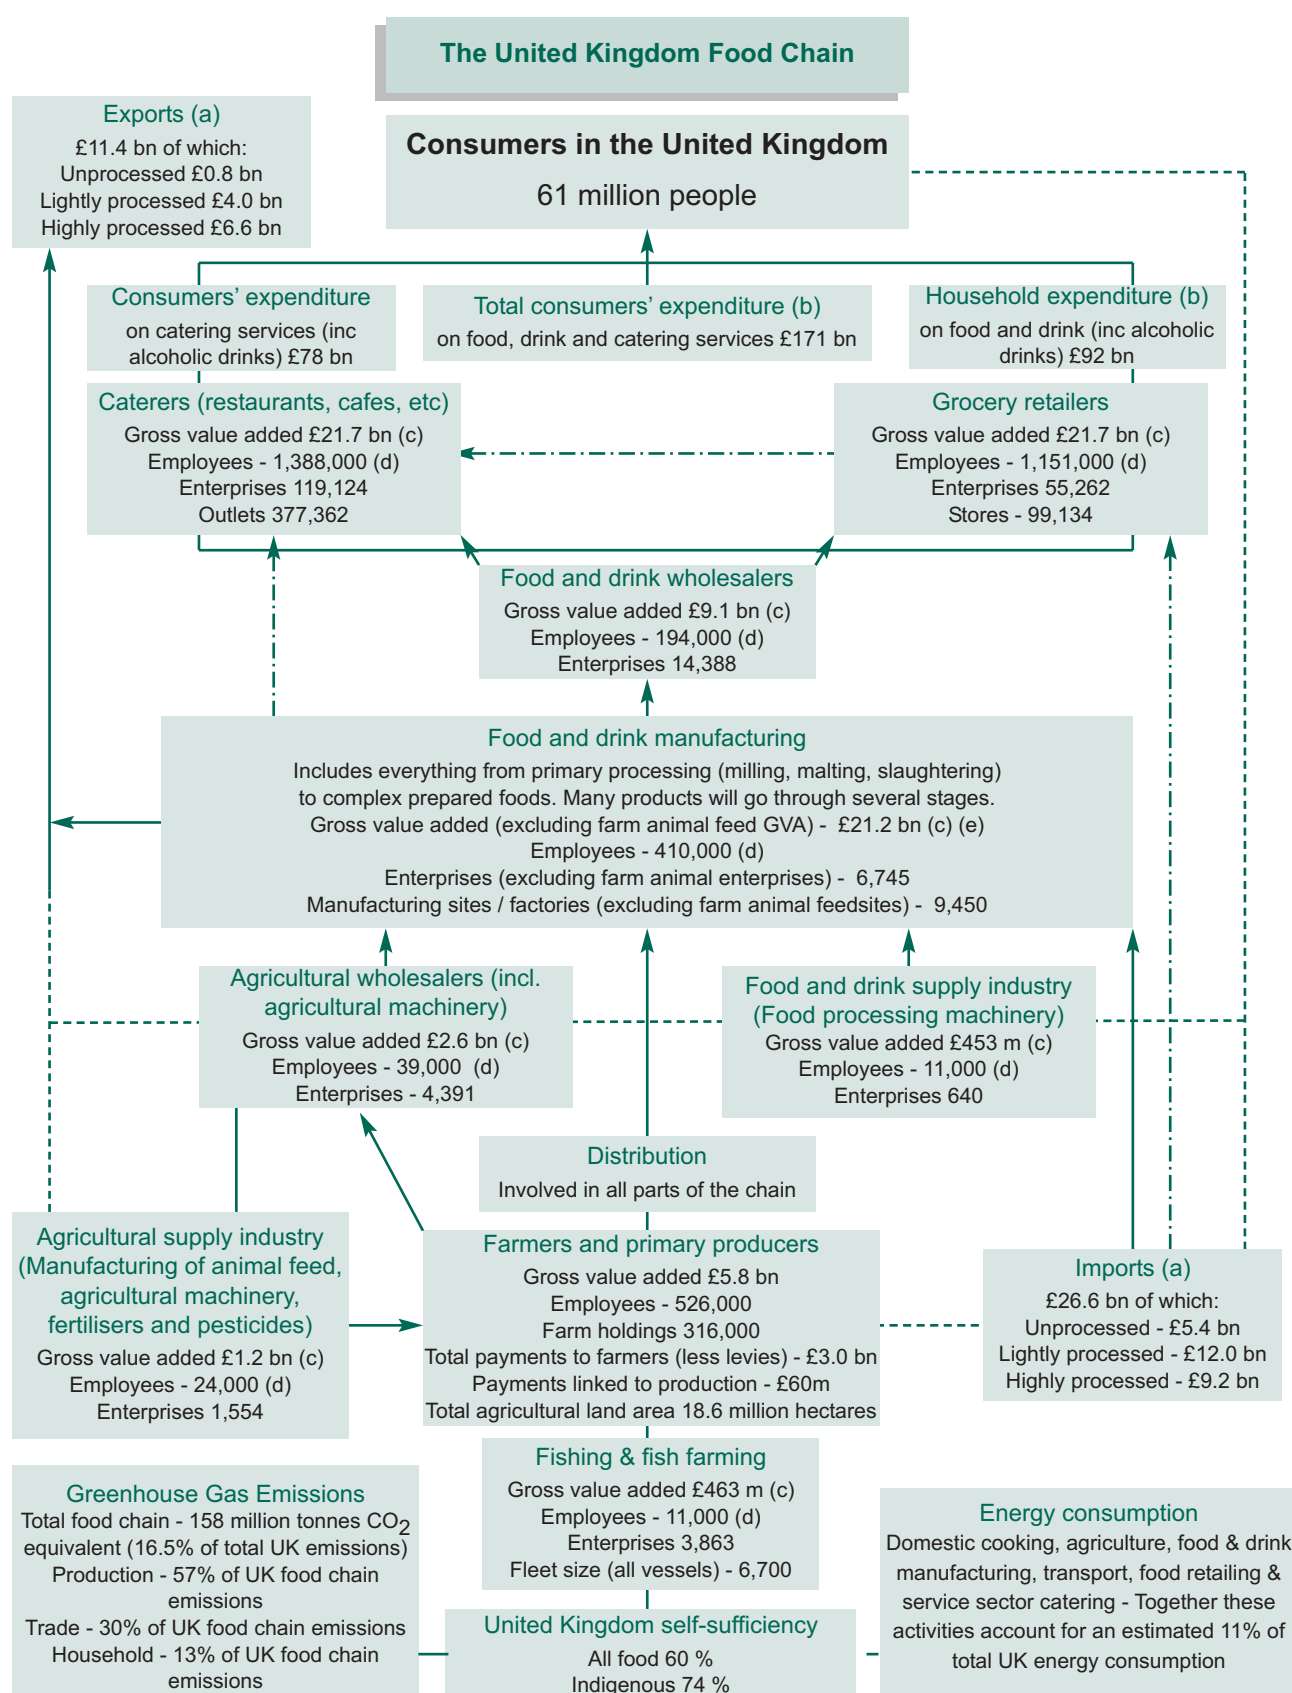 The United Kingdom Food Chain
Exports (a)
£11.4 bn of which:
Unprocessed £0.8 bn
Lightly processed £4.0 bn
Highly processed £6.6 bn
Consumers in the United Kingdom
61 million people
Consumers’ expenditure
on catering services (inc
alcoholic drinks) £78 bn
Total consumers’ expenditure (b)
on food, drink and catering services £171 bn
Household expenditure (b)
on food and drink (inc alcoholic
drinks) £92 bn
Caterers (restaurants, cafes, etc)
Gross value added £21.7 bn (c)
Employees - 1,388,000 (d)
Enterprises 119,124
Outlets 377,362
Grocery retailers
Gross value added £21.7 bn (c)
Employees - 1,151,000 (d)
Enterprises 55,262
Stores - 99,134
Food and drink wholesalers
Gross value added £9.1 bn (c)
Employees - 194,000 (d)
Enterprises 14,388
Food and drink manufacturing
Includes everything from primary processing (milling, malting, slaughtering)
to complex prepared foods. Many products will go through several stages.
Gross value added (excluding farm animal feed GVA) - £21.2 bn (c) (e)
Employees - 410,000 (d)
Enterprises (excluding farm animal enterprises) - 6,745
Manufacturing sites / factories (excluding farm animal feedsites) - 9,450
Agricultural wholesalers (incl.
agricultural machinery)
Gross value added £2.6 bn (c)
Employees - 39,000 (d)
Enterprises - 4,391
Food and drink supply industry
(Food processing machinery)
Gross value added £453 m (c)
Employees - 11,000 (d)
Enterprises 640
Distribution
Involved in all parts of the chain
Agricultural supply industry
(Manufacturing of animal feed,
agricultural machinery,
fertilisers and pesticides)
Gross value added £1.2 bn (c)
Employees - 24,000 (d)
Enterprises 1,554
Farmers and primary producers
Gross value added £5.8 bn
Employees - 526,000
Farm holdings 316,000
Total payments to farmers (less levies) - £3.0 bn
Payments linked to production - £60m
Total agricultural land area 18.6 million hectares
Imports (a)
£26.6 bn of which:
Unprocessed - £5.4 bn
Lightly processed - £12.0 bn
Highly processed - £9.2 bn
Fishing & fish farming
Gross value added £463 m (c)
Employees - 11,000 (d)
Enterprises 3,863
Fleet size (all vessels) - 6,700
Greenhouse Gas Emissions
Total food chain - 158 million tonnes CO2
equivalent (16.5% of total UK emissions)
Production - 57% of UK food chain
emissions
Trade - 30% of UK food chain emissions
Household - 13% of UK food chain
emissions
United Kingdom self-sufficiency
All food 60 %
Indigenous 74 %
Energy consumption
Domestic cooking, agriculture, food & drink
manufacturing, transport, food retailing &
service sector catering - Together these
activities account for an estimated 11% of
total UK energy consumption